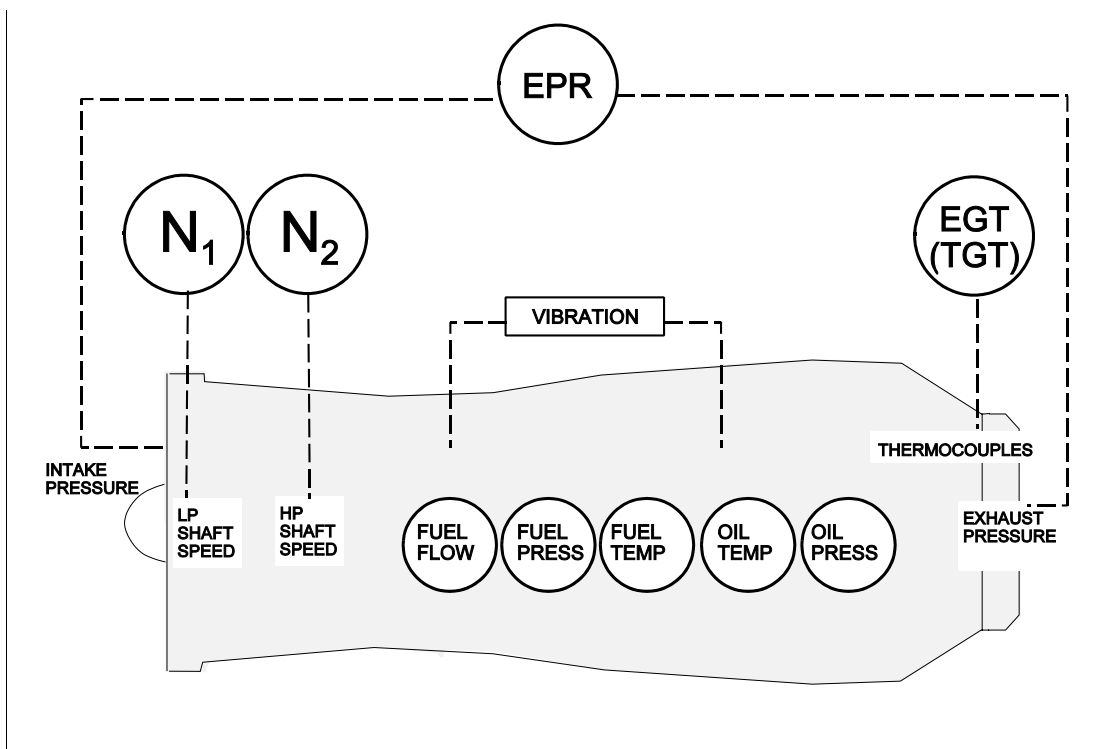 EPR
N1
N2
EGT
(TGT)
VIBRATION
THERMOCOUPLES
INTAKE
PRESSURE
LP
SHAFT
SPEED
HP
SHAFT
SPEED
FUEL
FLOW
FUEL
PRESS
FUEL
TEMP
OIL
TEMP
OIL
PRESS
EXHAUST
PRESSURE